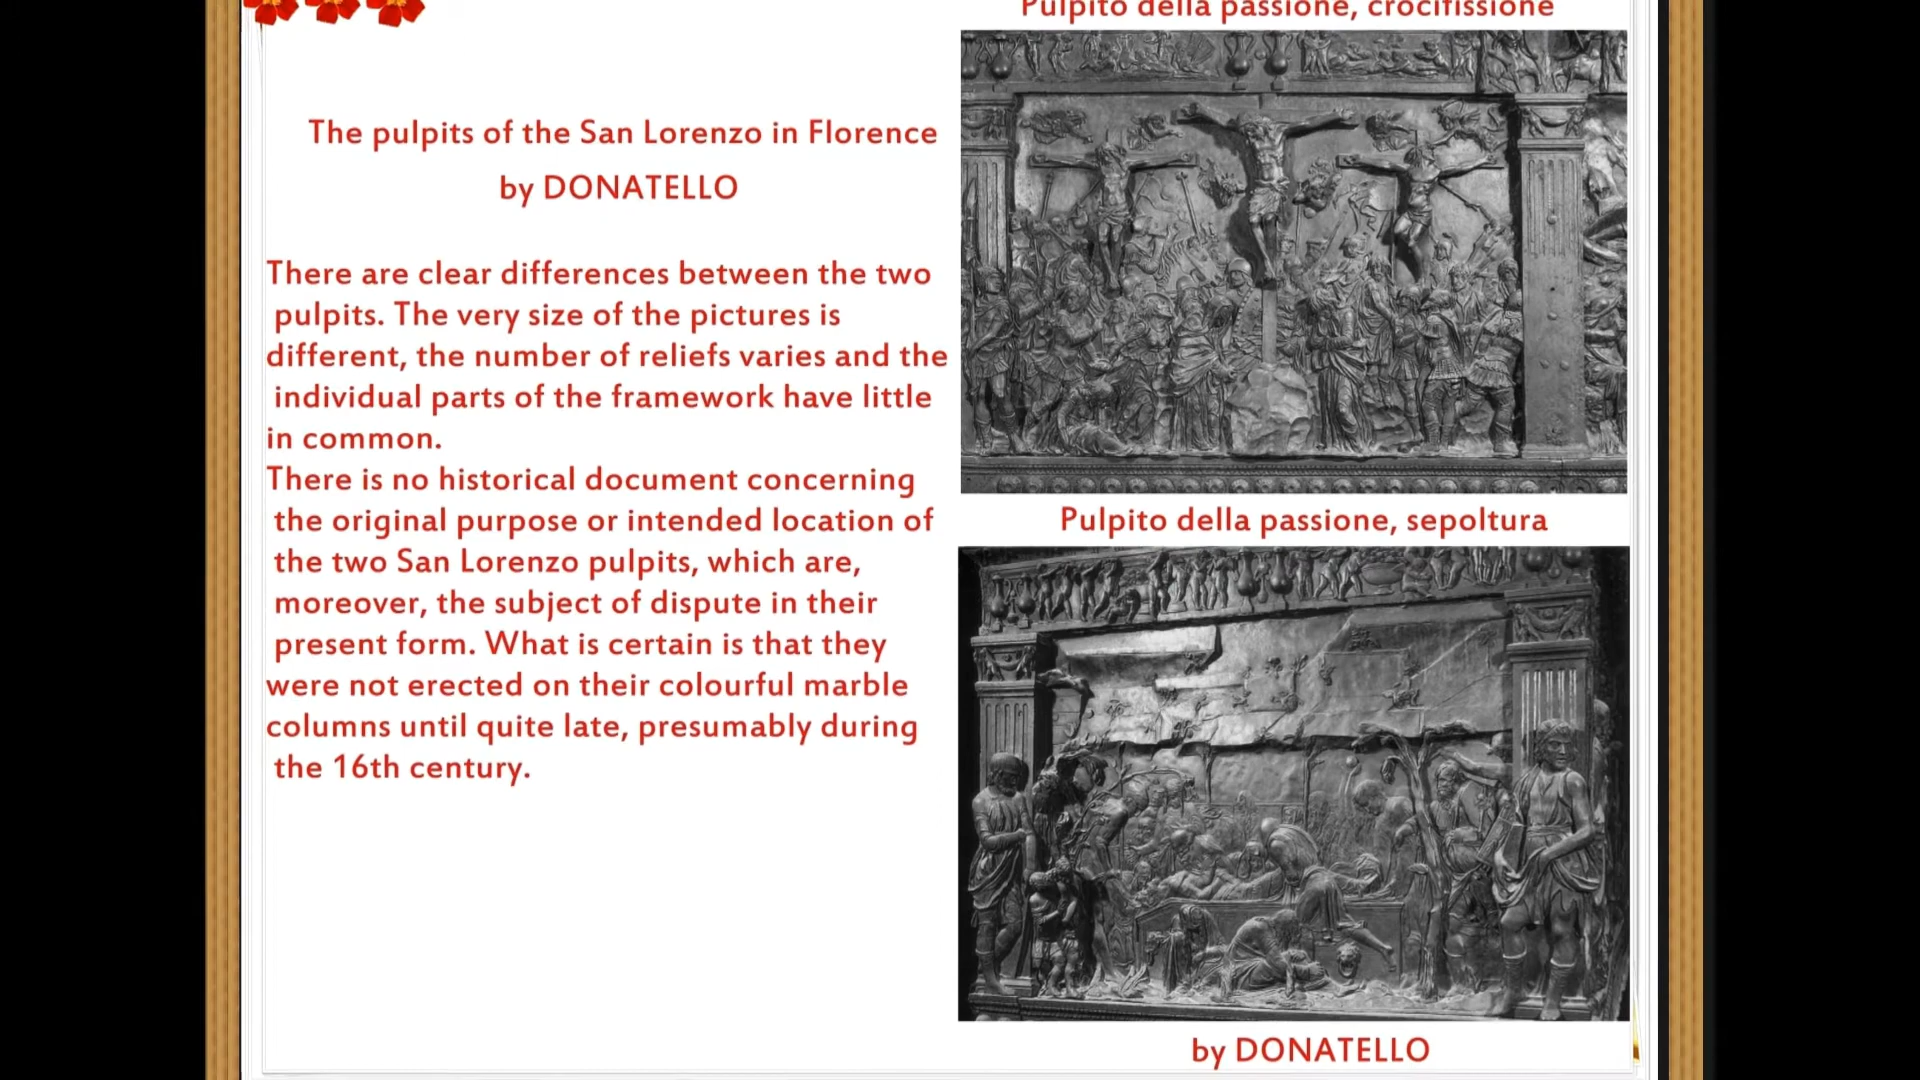 Pulpito della passione, crocifissione
The pulpits of the San Lorenzo in Florence
by DONATELLO
There are clear differences between the two
pulpits. The very size of the pictures is
different, the number of reliefs varies and the
individual parts of the framework have little
in common.
There is no historical document concerning
the original purpose or intended location of
the two San Lorenzo pulpits, which are,
moreover, the subject of dispute in their
present form. What is certain is that they
were not erected on their colourful marble
columns until quite late, presumably during
the 16th century.
Pulpito della passione, sepoltura
by DONATELLO